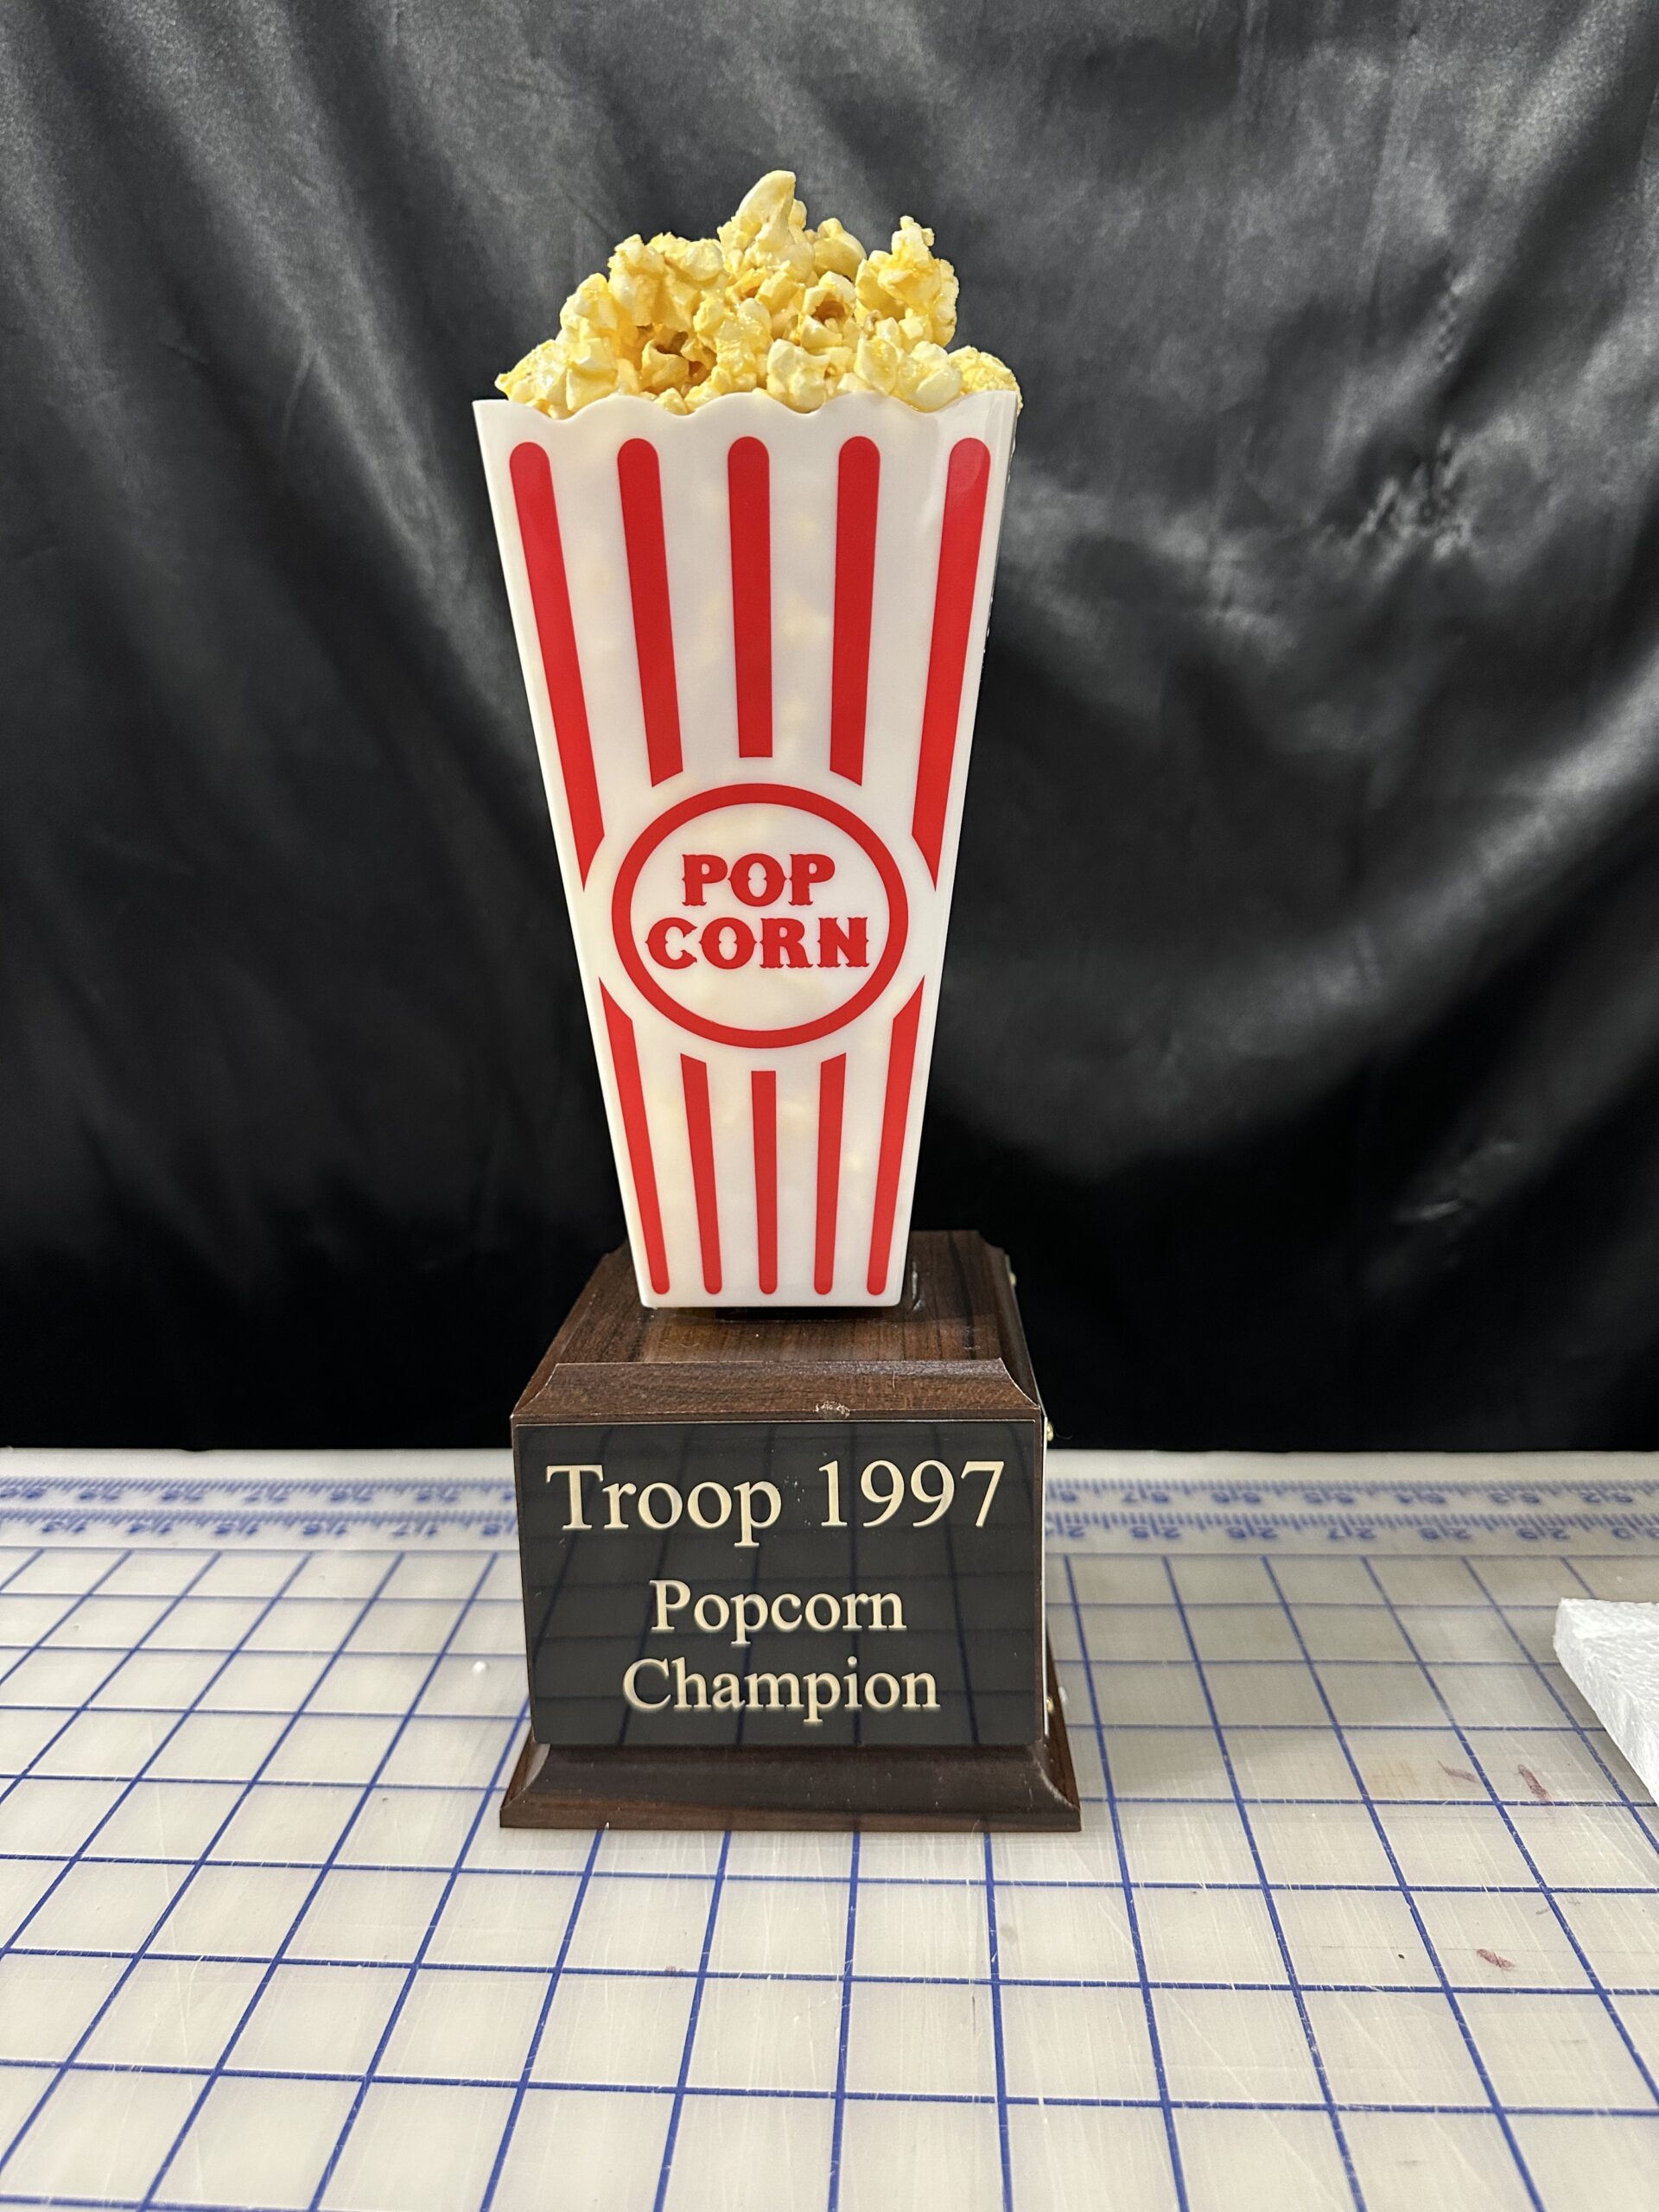 POP
CORN
Troop 1997
Popcorn
Champion